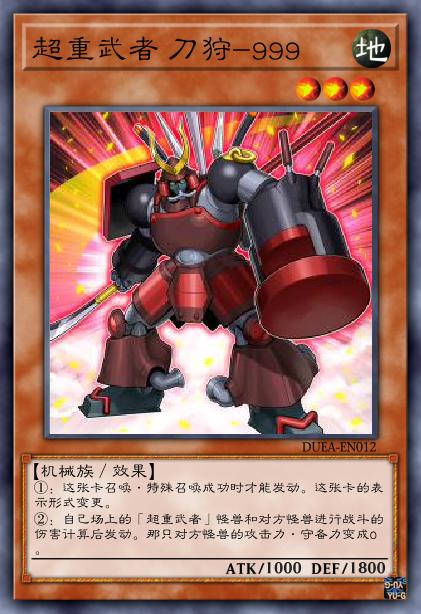 超重武者 刀狩-999
地
DUEA-EN012
【机械族/效果】
①：这张卡召唤·特殊召唤成功时才能发动。这张卡的表
示形式变更。
②：自己场上的「超重武者」怪兽和对方怪兽进行战斗的
伤害计算后发动。那只对方怪兽的攻击力·守备力变成0
。
ATK/1000 DEF/1800